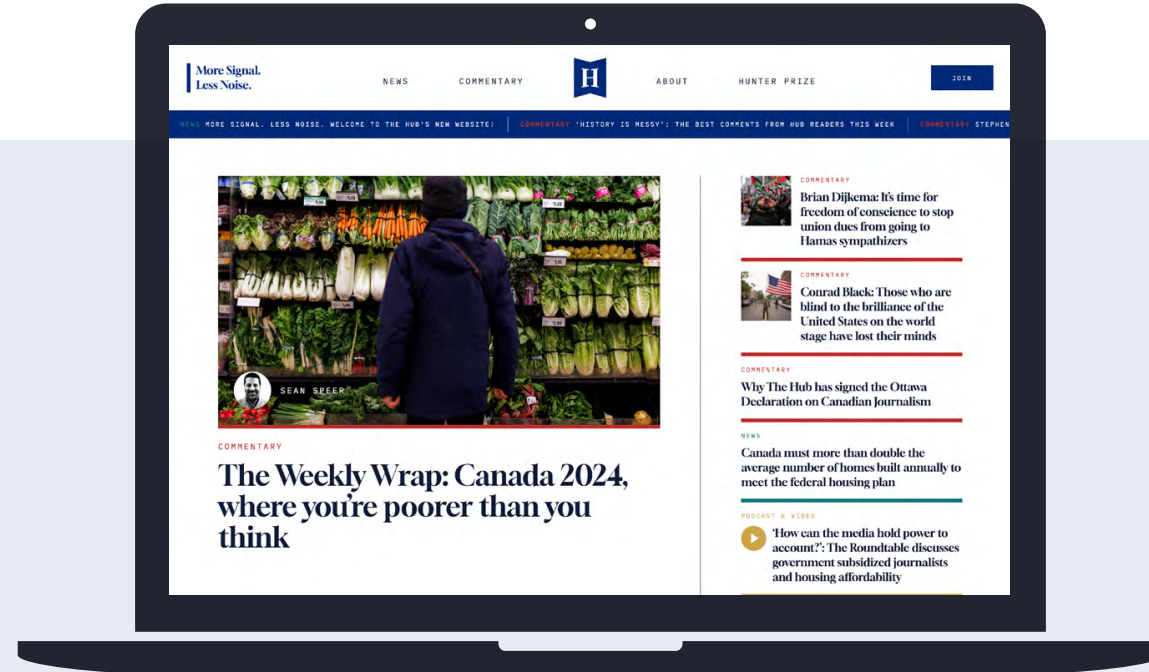 More Signal.
Less Noise.
NEWS
COMMENTARY
H
ABOUT
HUNTER PRIZE
JOIN
NEWS MORE SIGNAL. LESS NOISE. WELCOME TO THE HUB'S NEW WEBSITE!
COMMENTARY 'HISTORY IS MESSY': THE BEST COMMENTS FROM HUB READERS THIS WEEK
COMMENTARY STEPHEN
SEAN SPEER
COMMENTARY
The Weekly Wrap: Canada 2024,
where you're poorer than you
think
COMMENTARY
Brian Dijkema: It's time for
freedom of conscience to stop
union dues from going to
Hamas sympathizers
COMMENTARY
Conrad Black: Those who are
blind to the brilliance of the
United States on the world
stage have lost their minds
COMMENTARY
Why The Hub has signed the Ottawa
Declaration on Canadian Journalism
NEWS
Canada must more than double the
average number of homes built annually to
meet the federal housing plan
PODCAST & VIDEO
'How can the media hold power to
account?': The Roundtable discusses
government subsidized journalists
and housing affordability